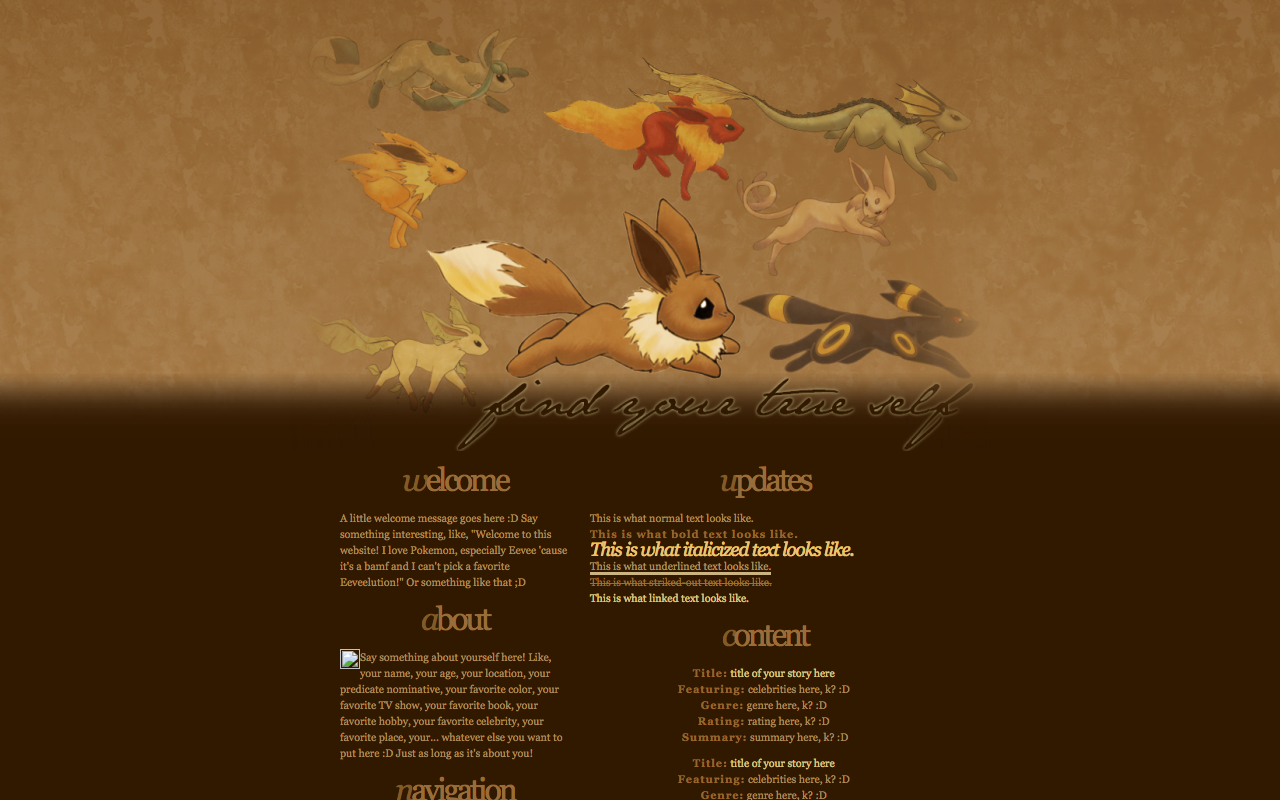 find your true self
welcome
A little welcome message goes here :D Say
something interesting, like, "Welcome to this
website! I love Pokemon, especially Eevee 'cause
it's a bamf and I can't pick a favorite
Eeveelution!" Or something like that ;D
about
Say something about yourself here! Like,
your name, your age, your location, your
predicate nominative, your favorite color, your
favorite TV show, your favorite book, your
favorite hobby, your favorite celebrity, your
favorite place, your... whatever else you want to
put here :D Just as long as it's about you!
navigation
updates
This is what normal text looks like.
This is what bold text looks like.
This is what italicized text looks like.
This is what underlined text looks like.
This is what striked-out text looks like.
This is what linked text looks like.
content
Title: title of your story here
Featuring: celebrities here, k? :D
Genre: genre here, k? :D
Rating: rating here, k? :D
Summary: summary here, k? :D
Title: title of your story here
Featuring: celebrities here, k? :D
Genre: genre here, k? :D